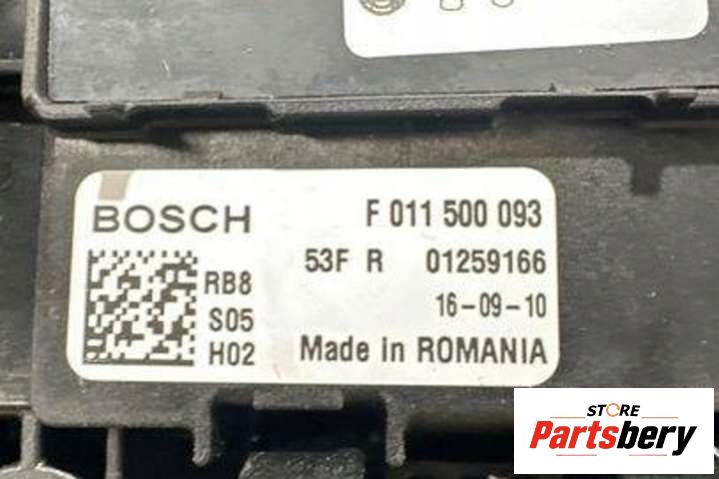 BOSCH F 011 500 093
53F R 01259166
RB8
16-09-10
S05
H02 Made in ROMANIA
STORE
Partsbery